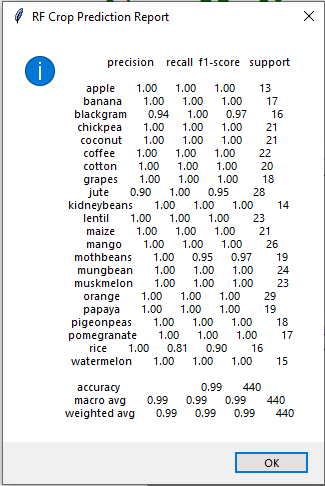 RF Crop Prediction Report
precision recall f1-score support
apple 1.00 1.00 1.00 13
banana 1.00 1.00 1.00 17
blackgram 0.94 1.00 0.97 16
chickpea 1.00 1.00 1.00 21
coconut 1.00 1.00 1.00 21
coffee 1.00 1.00 1.00 22
cotton 1.00 1.00 1.00 20
grapes 1.00 1.00 1.00 18
jute 0.90 1.00 0.95 28
kidneybeans 1.00 1.00 1.00 14
lentil 1.00 1.00 1.00 23
maize 1.00 1.00 1.00 21
mango 1.00 1.00 1.00 26
mothbeans 1.00 0.95 0.97 19
mungbean 1.00 1.00 1.00 24
muskmelon 1.00 1.00 1.00 23
orange 1.00 1.00 1.00 29
papaya 1.00 1.00 1.00 19
pigeonpeas 1.00 1.00 1.00 18
pomegranate 1.00 1.00 1.00 17
rice 1.00 0.81 0.90 16
watermelon 1.00 1.00 1.00 15
accuracy 0.99 440
macro avg 0.99 0.99 0.99 440
weighted avg 0.99 0.99 0.99 440
OK